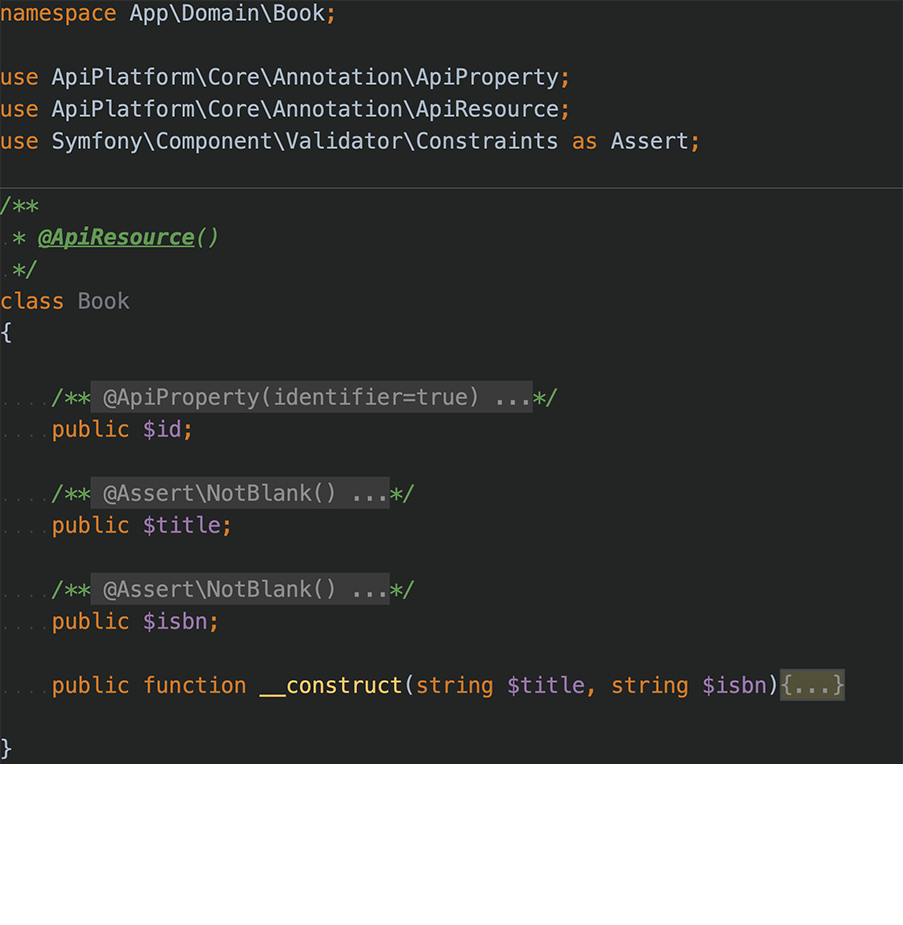 namespace App\Domain\Book;
use ApiPlatform\Core\Annotation\ApiProperty;
use ApiPlatform\Core\Annotation\ApiResource;
use Symfony\Component\Validator\Constraints as Assert;
/**
* @ApiResource()
*/
class Book
{
/** @ApiProperty(identifier=true) ...*/
public $id;
/** @Assert\NotBlank() ...*/
public $title;
/** @Assert\NotBlank() ...*/
public $isbn;
public function __construct(string $title, string $isbn){...}
}